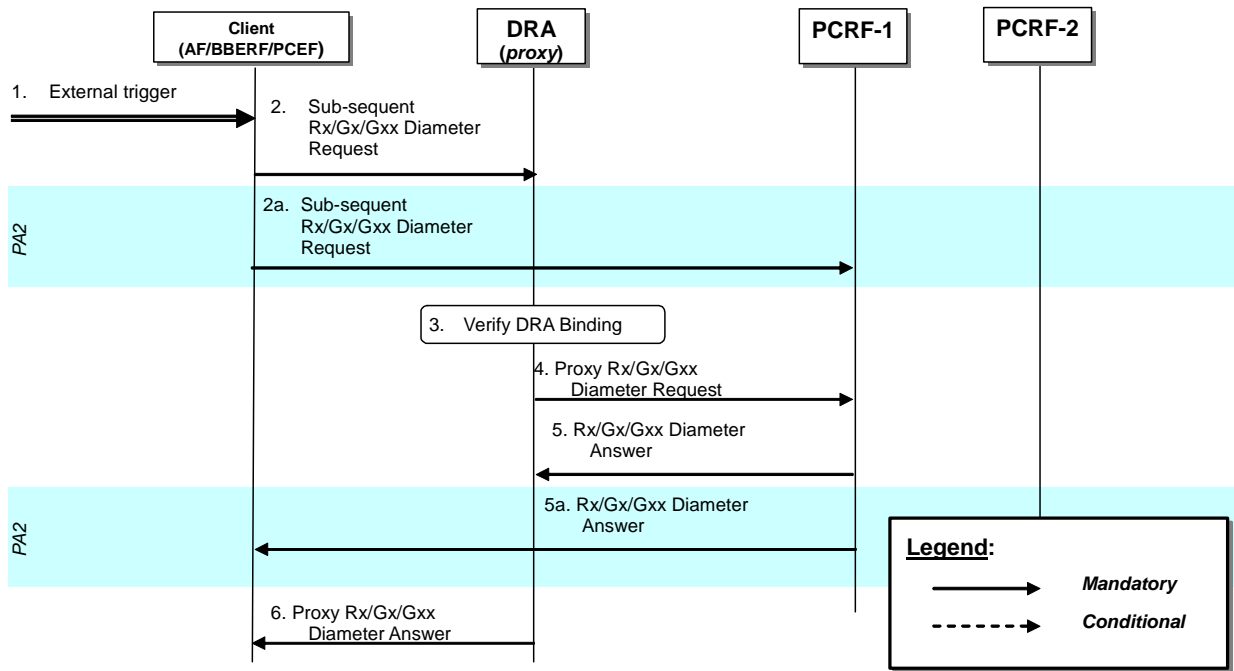 Client
(AF/BBERF/PCEF)
DRA
(proxy)
PCRF-1
PCRF-2
1. External trigger
2. Sub-sequent
Rx/Gx/Gxx Diameter
Request
PA2
2a. Sub-sequent
Rx/Gx/Gxx Diameter
Request
3. Verify DRA Binding
4. Proxy Rx/Gx/Gxx
Diameter Request
5. Rx/Gx/Gxx Diameter
Answer
PA2
5a. Rx/Gx/Gxx Diameter
Answer
6. Proxy Rx/Gx/Gxx
Diameter Answer
Legend:
Mandatory
Conditional